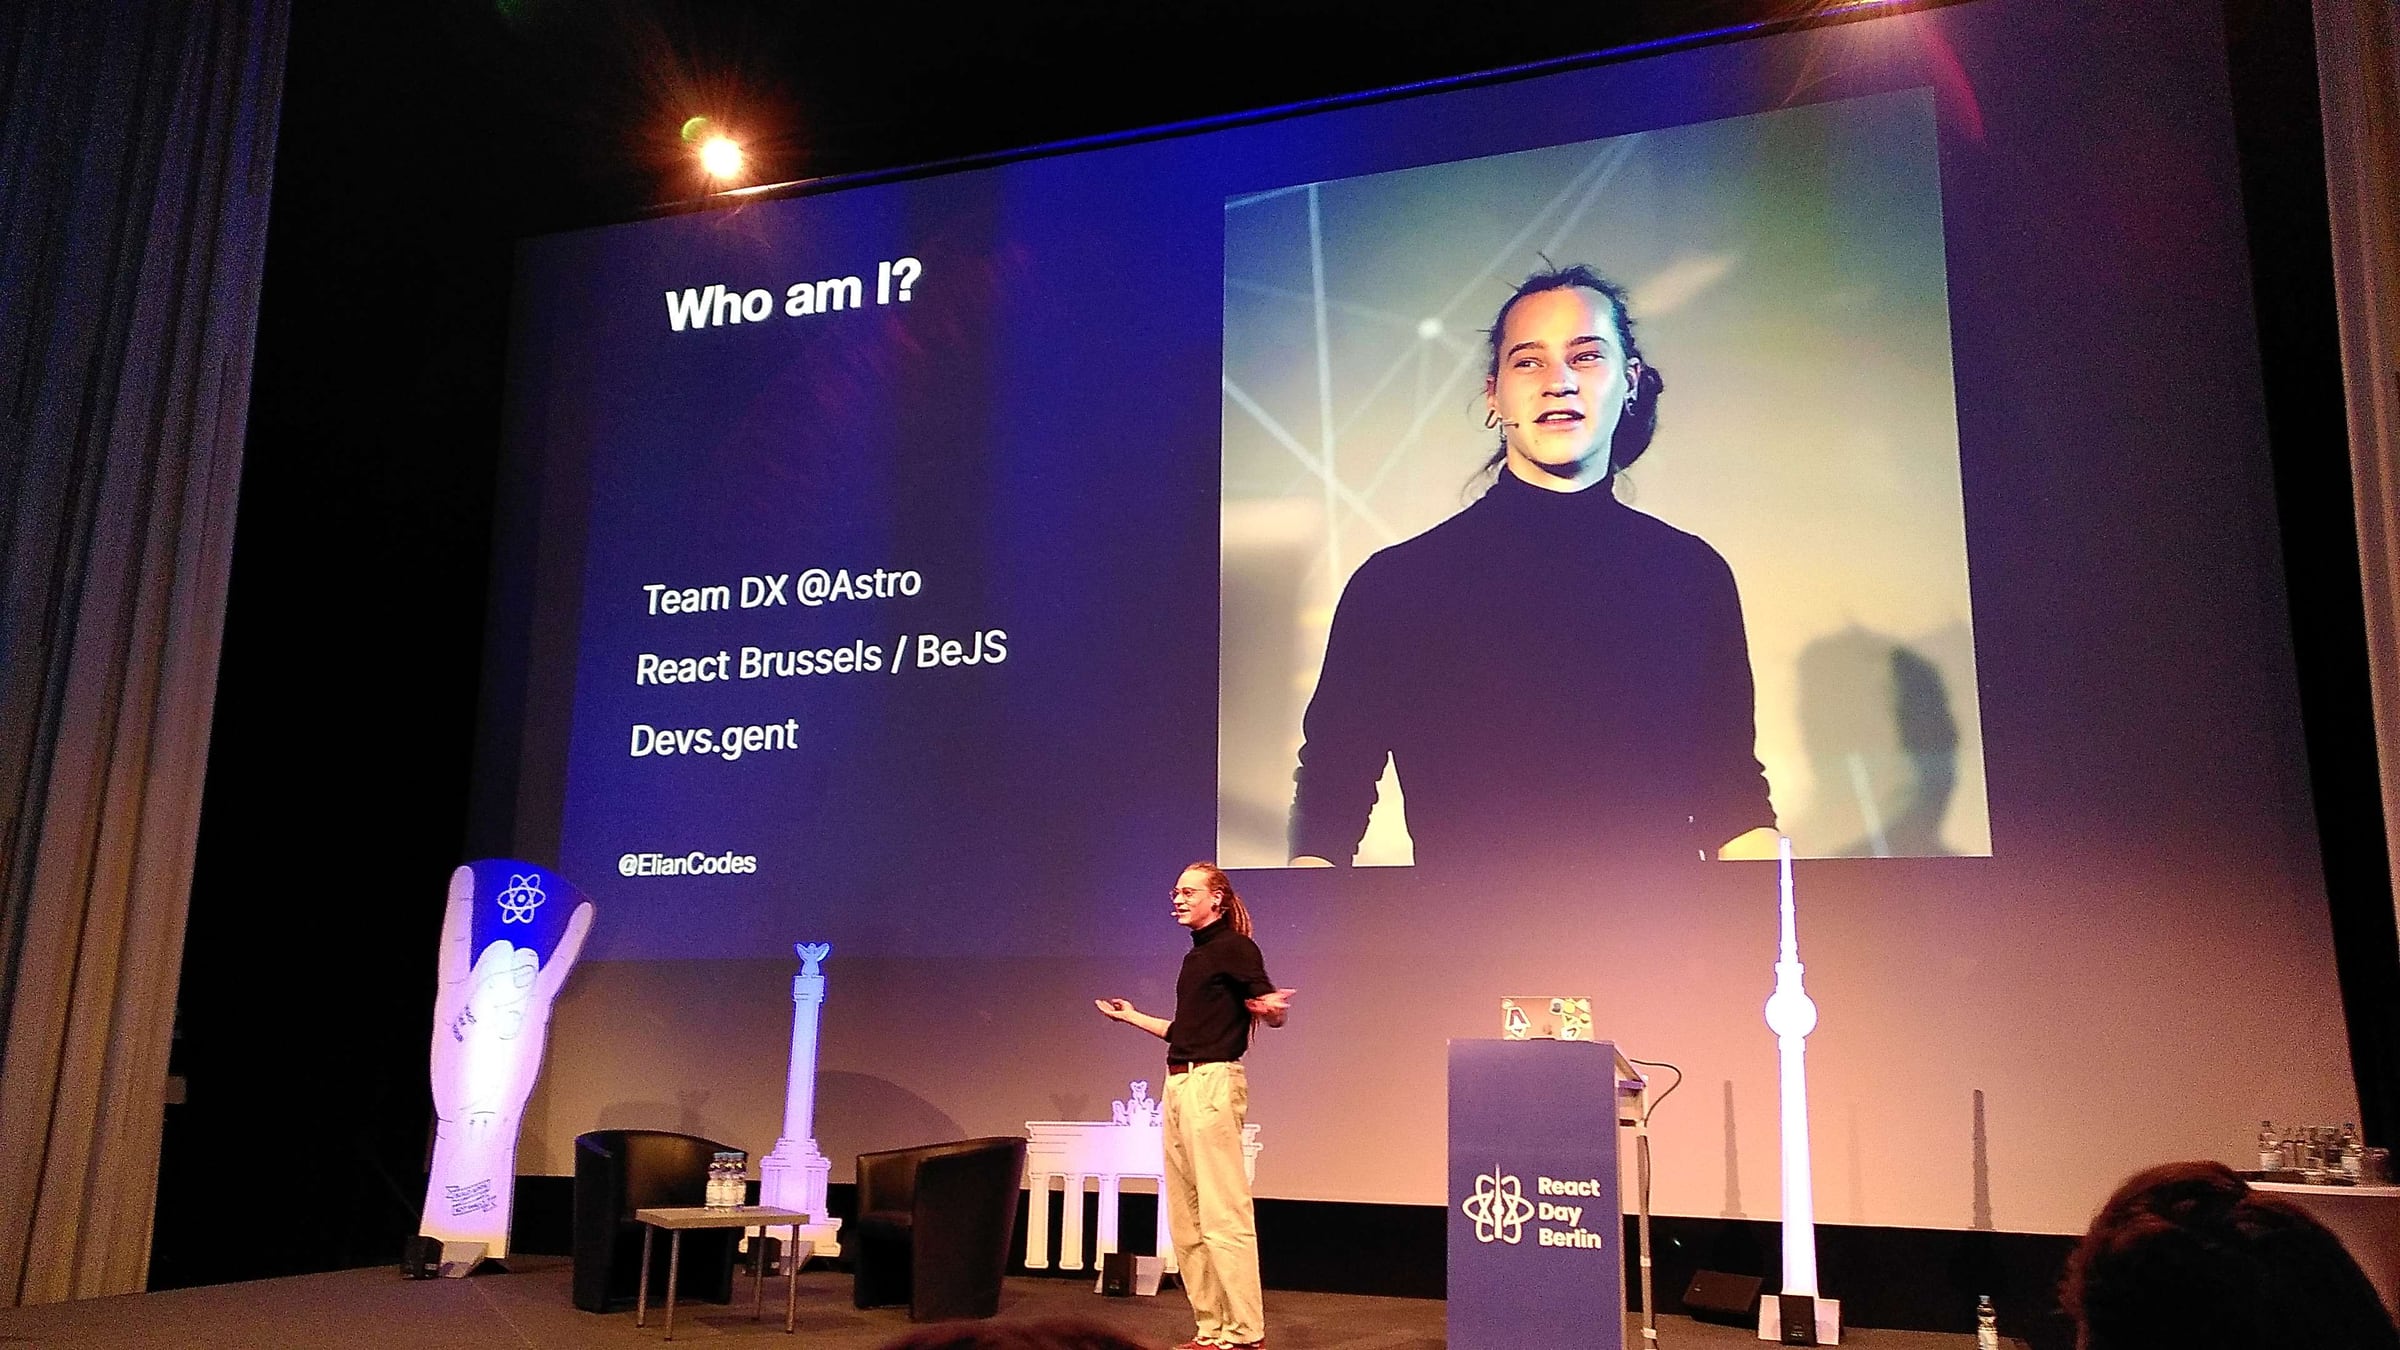 Who am I?
Team DX @Astro
React Brussels / BeJS
Devs.gent
@ElianCodes
React
Day
Berlin